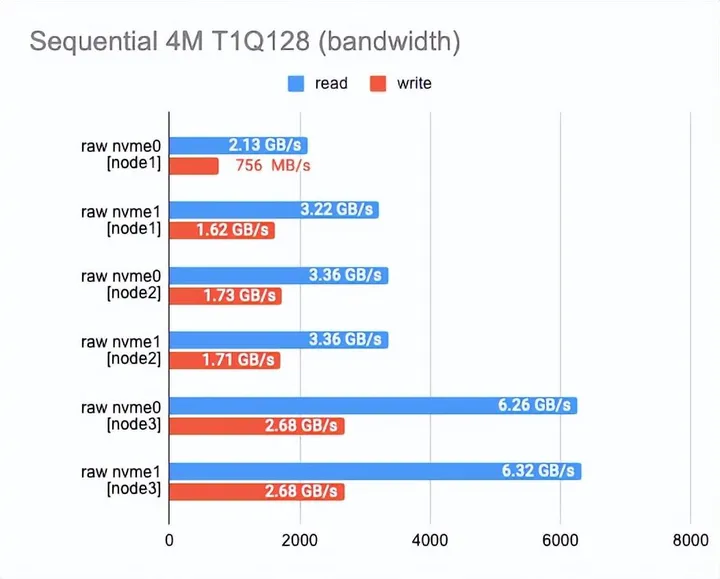 Sequential 4M T1Q128 (bandwidth)
read write
raw nvme0
[node1]
2.13 GB/s
756 MB/s
raw nvme1
[node1]
3.22 GB/s
1.62 GB/s
raw nvme0
[node2]
3.36 GB/s
1.73 GB/s
raw nvme1
[node2]
3.36 GB/s
1.71 GB/s
raw nvme0
[node3]
6.26 GB/s
2.68 GB/s
raw nvme1
[node3]
6.32 GB/s
2.68 GB/s
0 2000 4000 6000 8000